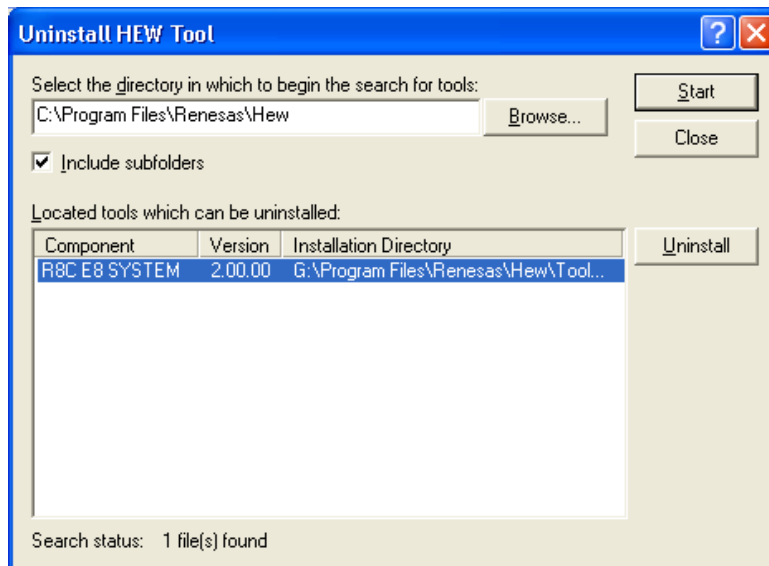 Uninstall HEW Tool
Select the directory in which to begin the search for tools:
C:\Program Files\Renesas\Hew
Browse...
Start
Close
Include subfolders
Located tools which can be uninstalled:
Component Version Installation Directory
R8C E8 SYSTEM 2.00.00 G:\Program Files\Renesas\Hew\Tool...
Uninstall
Search status: 1 file(s) found